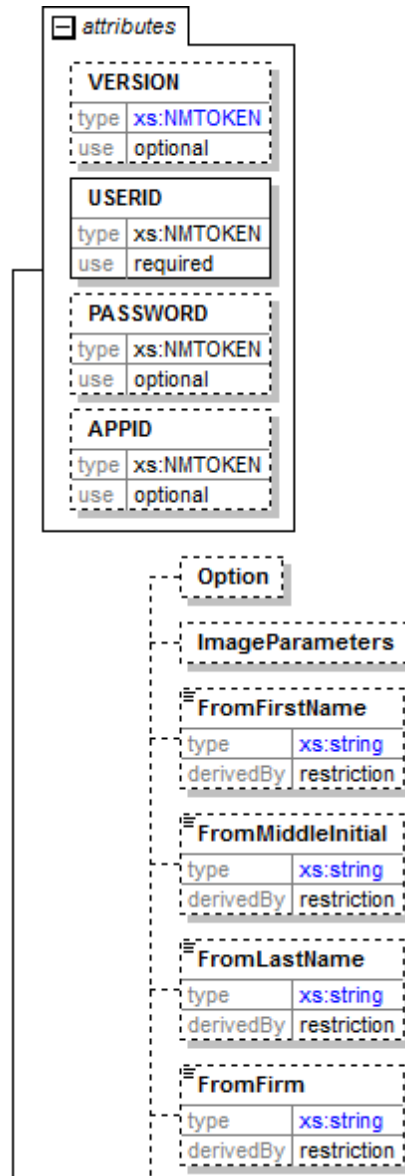 attributes
VERSION
type xs:NMTOKEN
use optional
USERID
type xs:NMTOKEN
use required
PASSWORD
type xs:NMTOKEN
use optional
APPID
type xs:NMTOKEN
use optional
Option
ImageParameters
FromFirstName
type xs:string
derivedBy restriction
FromMiddleInitial
type xs:string
derivedBy restriction
FromLastName
type xs:string
derivedBy restriction
FromFirm
type xs:string
derivedBy restriction